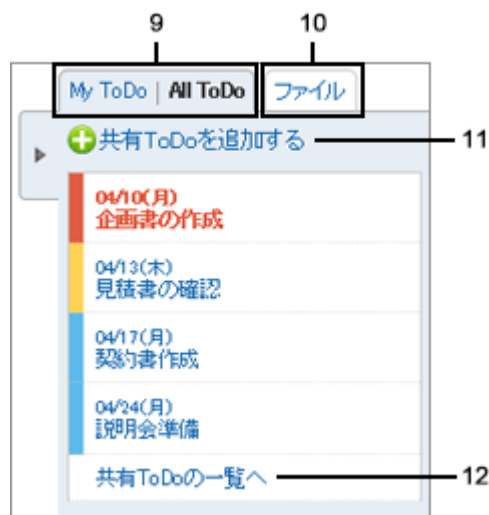 9 10
My ToDo | All ToDo ファイル
共有ToDoを追加する 11
04/10(月)
企画書の作成
04/13(木)
見積書の確認
04/17(月)
契約書作成
04/24(月)
説明会準備
共有ToDoの一覧へ 12